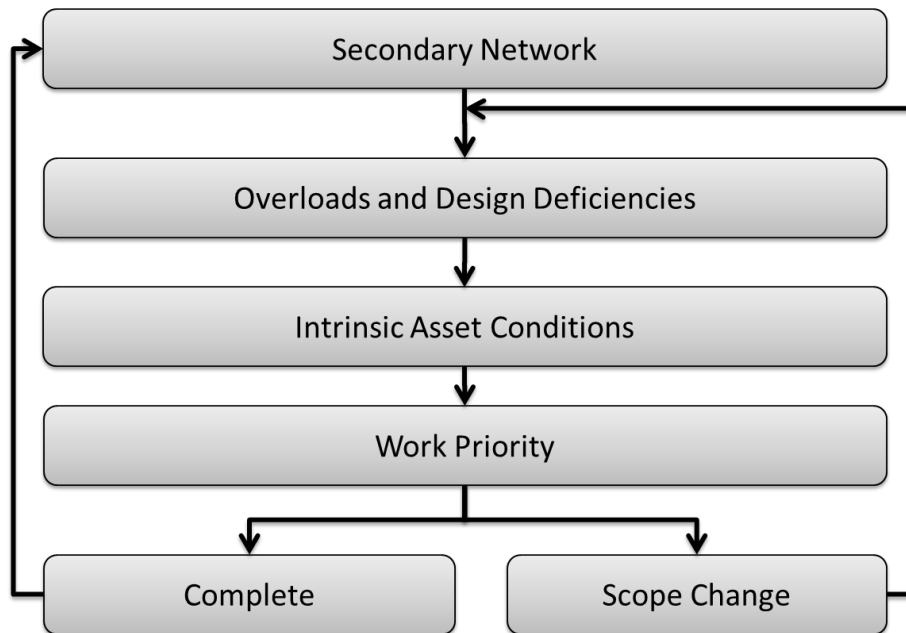 Secondary Network
Overloads and Design Deficiencies
Intrinsic Asset Conditions
Work Priority
Complete
Scope Change